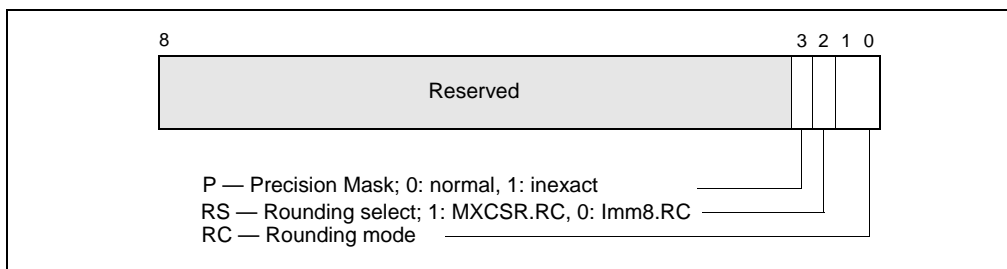 8 3 2 1 0
Reserved
P — Precision Mask; 0: normal, 1: inexact
RS — Rounding select; 1: MXCSR.RC, 0: Imm8.RC
RC — Rounding mode